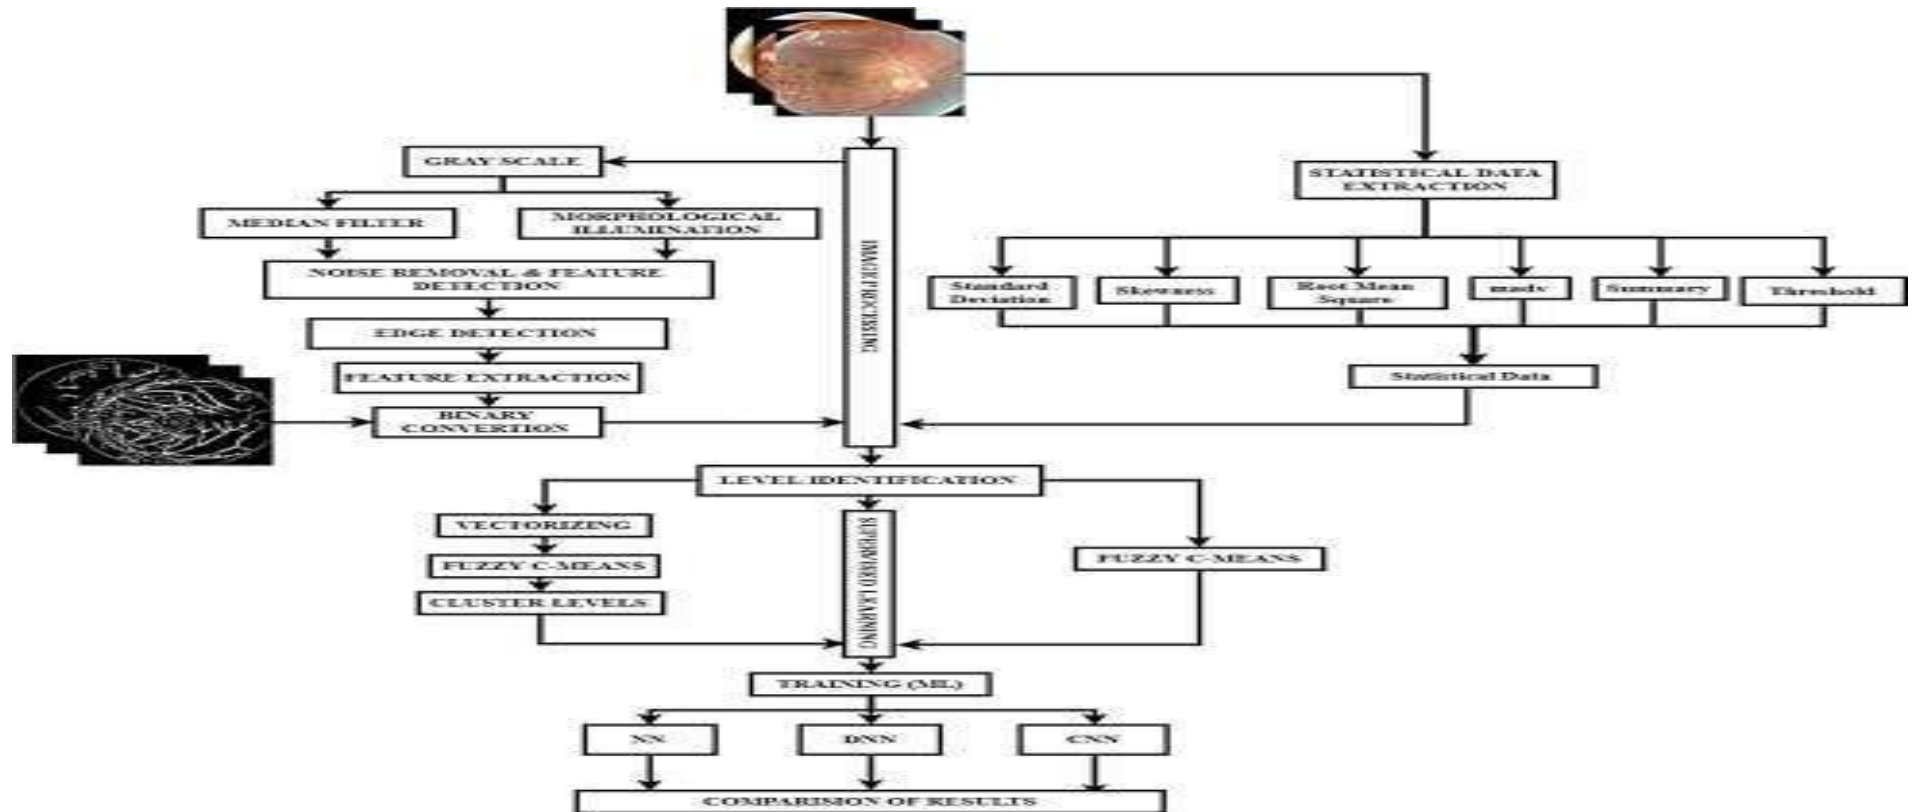 GRAY SCALE
STATISTICAL DATA
EXTRACTION
MEDIAN FILTER
MORPHOLOGICAL
ILLUMINATION
IMAGE PROCESSING
NOISE REMOVAL & FEATURE
DETECTION
Standard
Deviation
Skewness
Root Mean
Square
madv
Summary
Threshold
EDGE DETECTION
FEATURE EXTRACTION
Statistical Data
BINARY
CONVERTION
LEVEL IDENTIFICATION
VECTORIZING
FUZZY C-MEANS
CLUSTER LEVELS
SUPERVISED LEARNING
FUZZY C-MEANS
TRAINING (ML)
NN
DNN
CNN
COMPARISION OF RESULTS